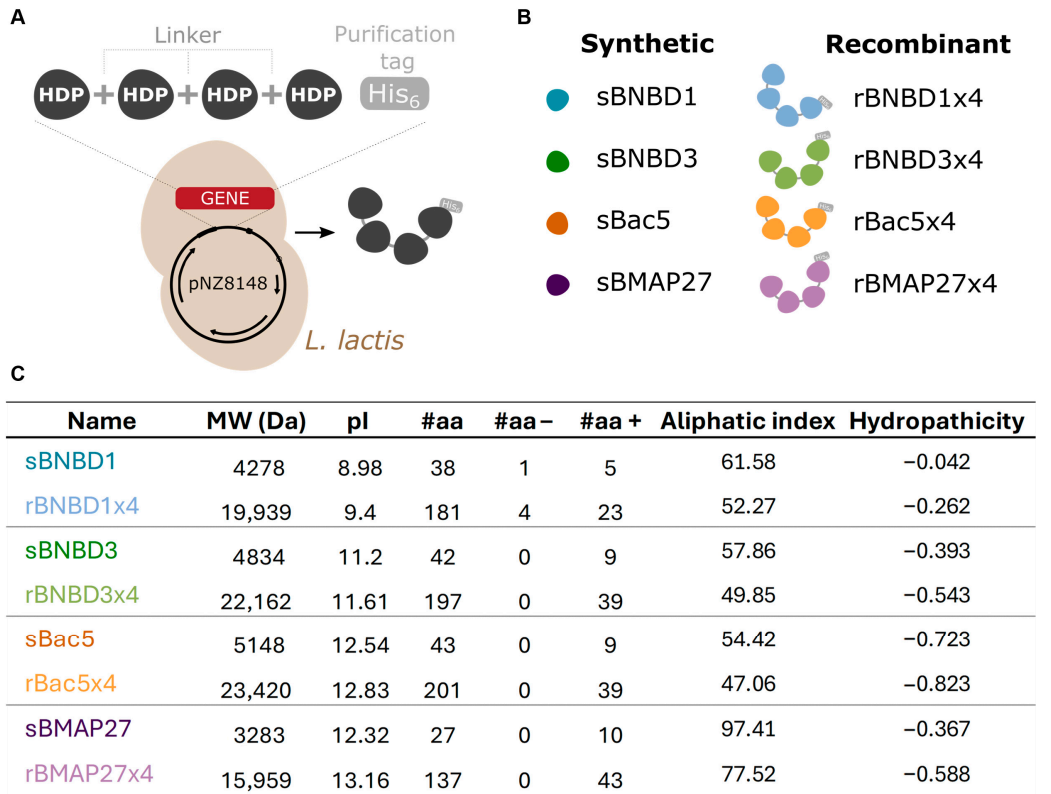 A
Linker
Purification
tag
HDP + HDP + HDP + HDP His6
GENE
pNZ8148
His6
L. lactis
B
Synthetic Recombinant
sBNBD1 rBNBD1x4
sBNBD3 His6 rBNBD3x4
sBac5 His6 rBac5x4
sBMAP27 His6 rBMAP27x4
C
Name MW (Da) pI #aa #aa − #aa + Aliphatic index Hydropathicity
sBNBD1 4278 8.98 38 1 5 61.58 −0.042
rBNBD1x4 19,939 9.4 181 4 23 52.27 −0.262
sBNBD3 4834 11.2 42 0 9 57.86 −0.393
rBNBD3x4 22,162 11.61 197 0 39 49.85 −0.543
sBac5 5148 12.54 43 0 9 54.42 −0.723
rBac5x4 23,420 12.83 201 0 39 47.06 −0.823
sBMAP27 3283 12.32 27 0 10 97.41 −0.367
rBMAP27x4 15,959 13.16 137 0 43 77.52 −0.588